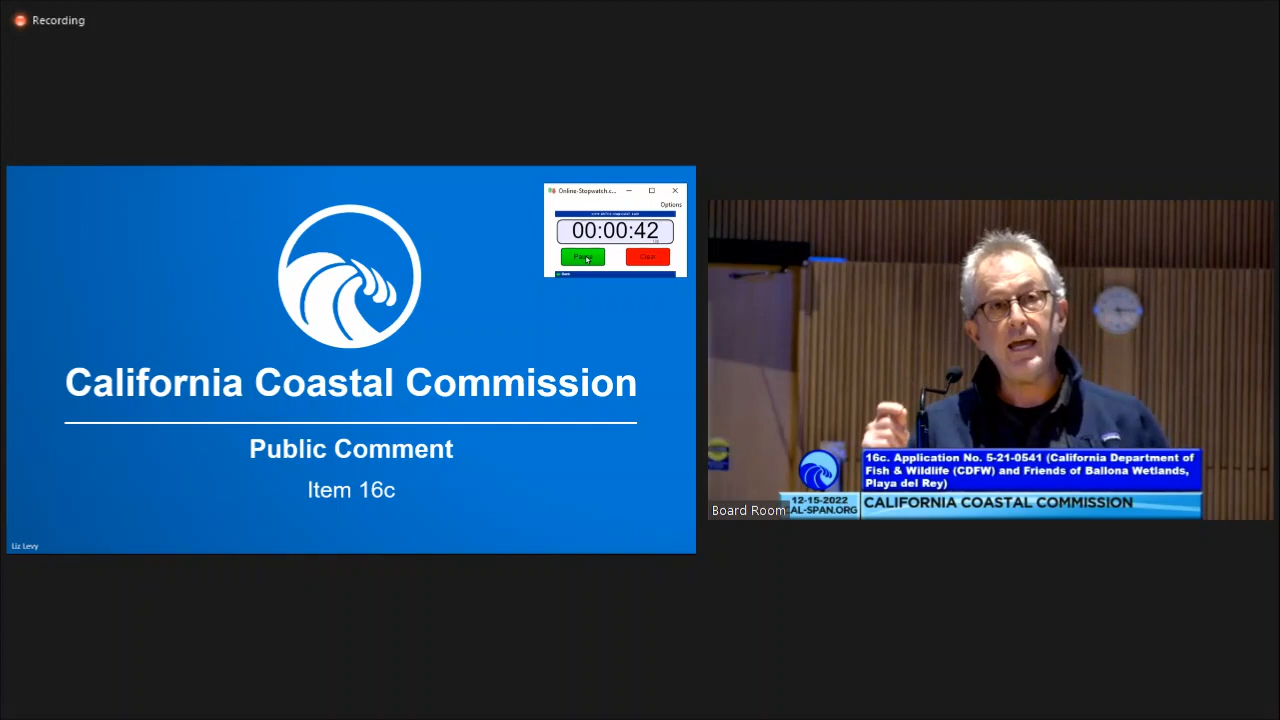 Recording
Online-Stopwatch.c...
Options
00:00:42
Clear
California Coastal Commission
Public Comment
Item 16c
Liz Levy
16c. Application No. 5-21-0541 (California Department of
Fish & Wildlife (CDFW) and Friends of Ballona Wetlands,
Playa del Rey)
12-15-2022
CALIFORNIA COASTAL COMMISSION
AL-SPAN.ORG
Board Room